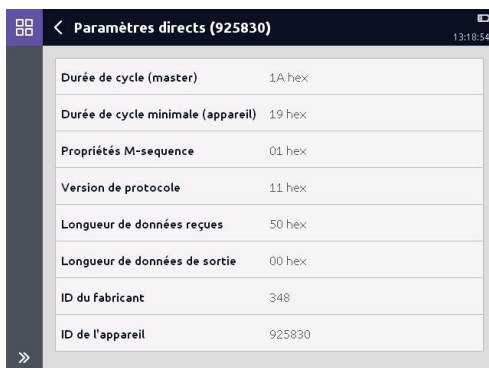 Paramètres directs (925830)
13:18:54
Durée de cycle (master) 1A hex
Durée de cycle minimale (appareil) 19 hex
Propriétés M-sequence 01 hex
Version de protocole 11 hex
Longueur de données reçues 50 hex
Longueur de données de sortie 00 hex
ID du fabricant 348
ID de l'appareil 925830